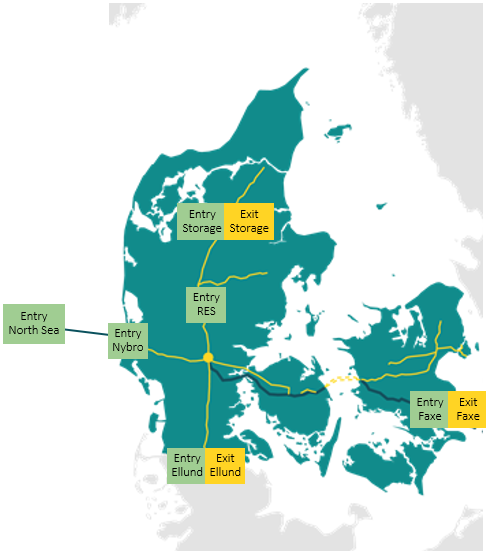 Entry
Storage
Exit
Storage
Entry
RES
Entry
North Sea
Entry
Nybro
Entry
Faxe
Exit
Faxe
Entry
Ellund
Exit
Ellund